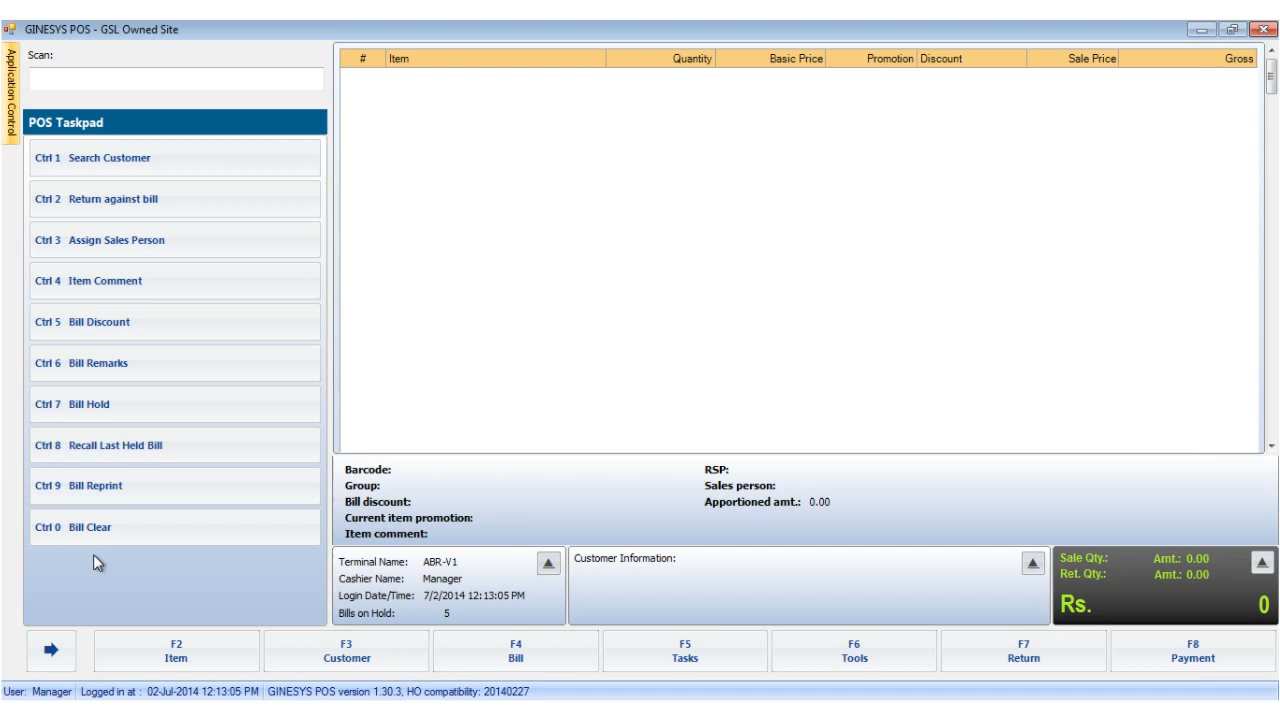 GINESYS POS - GSL Owned Site
Application Control
Scan:
# Item Quantity Basic Price Promotion Discount Sale Price Gross
POS Taskpad
Ctrl 1 Search Customer
Ctrl 2 Return against bill
Ctrl 3 Assign Sales Person
Ctrl 4 Item Comment
Ctrl 5 Bill Discount
Ctrl 6 Bill Remarks
Ctrl 7 Bill Hold
Ctrl 8 Recall Last Held Bill
Ctrl 9 Bill Reprint
Ctrl 0 Bill Clear
Barcode: RSP:
Group: Sales person:
Bill discount: Apportioned amt.: 0.00
Current item promotion:
Item comment:
Terminal Name: ABR-V1
Cashier Name: Manager
Login Date/Time: 7/2/2014 12:13:05 PM
Bills on Hold: 5
Customer Information:
Sale Qty.: Amt.: 0.00
Ret. Qty.: Amt.: 0.00
Rs. 0
F2 Item
F3 Customer
F4 Bill
F5 Tasks
F6 Tools
F7 Return
F8 Payment
User: Manager Logged in at : 02-Jul-2014 12:13:05 PM GINESYS POS version 1.30.3, HO compatibility: 20140227